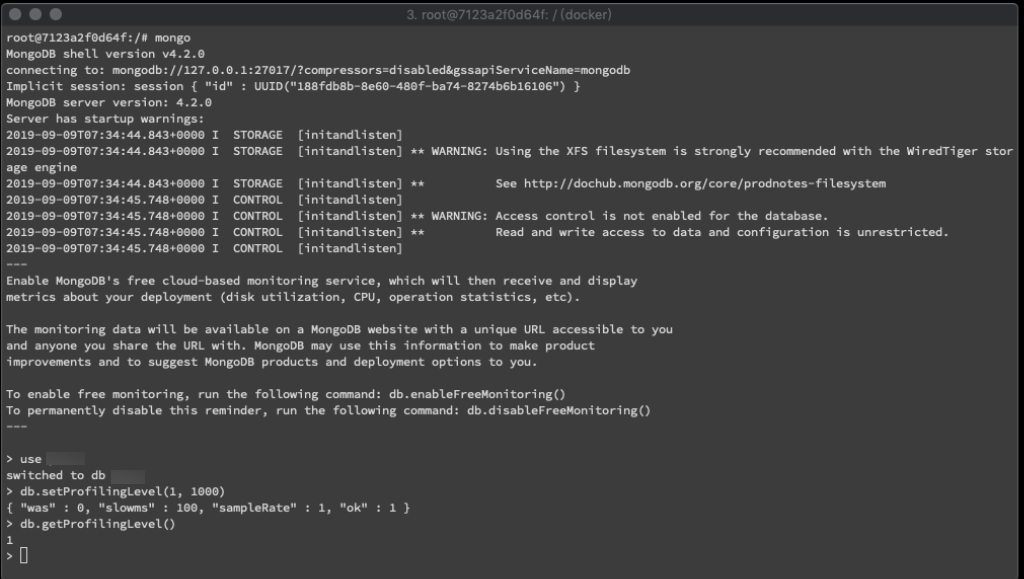 3. root@7123a2f0d64f: / (docker)
root@7123a2f0d64f:/# mongo
MongoDB shell version v4.2.0
connecting to: mongodb://127.0.0.1:27017/?compressors=disabled&gssapiServiceName=mongodb
Implicit session: session { "id" : UUID("188fdb8b-8e60-480f-ba74-8274b6b16106") }
MongoDB server version: 4.2.0
Server has startup warnings:
2019-09-09T07:34:44.843+0000 I  STORAGE  [initandlisten]
2019-09-09T07:34:44.843+0000 I  STORAGE  [initandlisten] ** WARNING: Using the XFS filesystem is strongly recommended with the WiredTiger stor
age engine
2019-09-09T07:34:44.843+0000 I  STORAGE  [initandlisten] **          See http://dochub.mongodb.org/core/prodnotes-filesystem
2019-09-09T07:34:45.748+0000 I  CONTROL  [initandlisten]
2019-09-09T07:34:45.748+0000 I  CONTROL  [initandlisten] ** WARNING: Access control is not enabled for the database.
2019-09-09T07:34:45.748+0000 I  CONTROL  [initandlisten] **          Read and write access to data and configuration is unrestricted.
2019-09-09T07:34:45.748+0000 I  CONTROL  [initandlisten]
---
Enable MongoDB's free cloud-based monitoring service, which will then receive and display
metrics about your deployment (disk utilization, CPU, operation statistics, etc).
The monitoring data will be available on a MongoDB website with a unique URL accessible to you
and anyone you share the URL with. MongoDB may use this information to make product
improvements and to suggest MongoDB products and deployment options to you.
To enable free monitoring, run the following command: db.enableFreeMonitoring()
To permanently disable this reminder, run the following command: db.disableFreeMonitoring()
---
> use
switched to db
> db.setProfilingLevel(1, 1000)
{ "was" : 0, "slowms" : 100, "sampleRate" : 1, "ok" : 1 }
> db.getProfilingLevel()
1
>